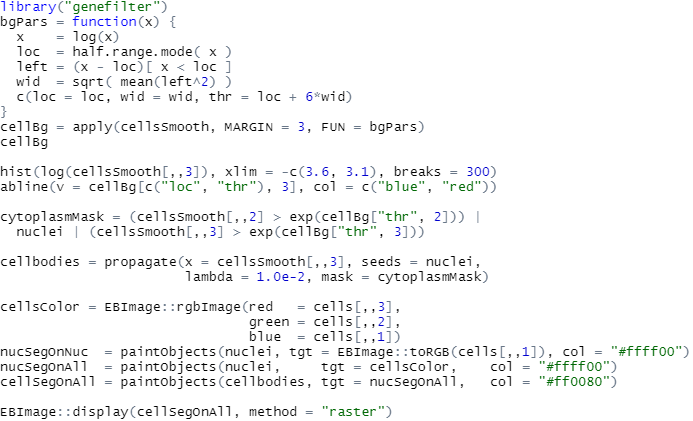 library("genefilter")
bgPars = function(x) {
  x    = log(x)
  loc  = half.range.mode( x )
  left = (x - loc)[ x < loc ]
  wid  = sqrt( mean(left^2) )
  c(loc = loc, wid = wid, thr = loc + 6*wid)
}
cellBg = apply(cellsSmooth, MARGIN = 3, FUN = bgPars)
cellBg

hist(log(cellsSmooth[,,3]), xlim = -c(3.6, 3.1), breaks = 300)
abline(v = cellBg[c("loc", "thr"), 3], col = c("blue", "red"))

cytoplasmMask = (cellsSmooth[,,2] > exp(cellBg["thr", 2])) |
  nuclei | (cellsSmooth[,,3] > exp(cellBg["thr", 3]))

cellbodies = propagate(x = cellsSmooth[,,3], seeds = nuclei,
                       lambda = 1.0e-2, mask = cytoplasmMask)

cellsColor = EBImage::rgbImage(red   = cells[,,3],
                               green = cells[,,2],
                               blue  = cells[,,1])
nucSegOnNuc  = paintObjects(nuclei, tgt = EBImage::toRGB(cells[,,1]), col = "#ffff00")
nucSegOnAll  = paintObjects(nuclei,     tgt = cellsColor,    col = "#ffff00")
cellSegOnAll = paintObjects(cellbodies, tgt = nucSegOnAll,   col = "#ff0080")

EBImage::display(cellSegOnAll, method = "raster")